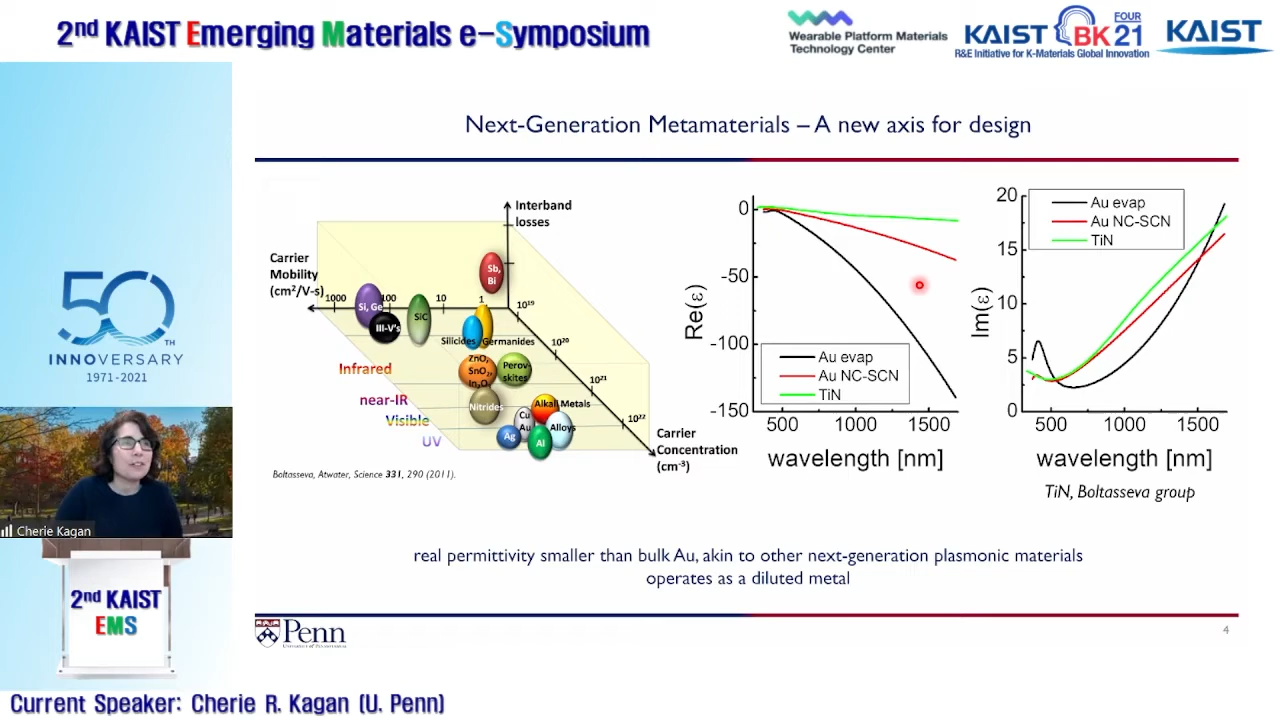 2nd KAIST Emerging Materials e-Symposium
Wearable Platform Materials
Technology Center
KAIST BK21 FOUR
R&E Initiative for K-Materials Global Innovation
KAIST
Next-Generation Metamaterials – A new axis for design
Interband
losses
Carrier
Mobility
(cm²/V-s)
1000
100
10
1
10¹⁹
10²⁰
10²¹
10²²
Sb,
Bi
Si, Ge
III-V's
SiC
Silicides
Germanides
ZnO,
SnO₂,
In₂O₃
Perov-
skites
Nitrides
Cu
Au
Alkali Metals
Alloys
Ag
Al
Infrared
near-IR
Visible
UV
Carrier
Concentration
(cm⁻³)
Boltasseva, Atwater, Science 331, 290 (2011).
Re(ε)
0
-50
-100
-150
Au evap
Au NC-SCN
TiN
500 1000 1500
wavelength [nm]
Im(ε)
20
15
10
5
0
Au evap
Au NC-SCN
TiN
500 1000 1500
wavelength [nm]
TiN, Boltasseva group
real permittivity smaller than bulk Au, akin to other next-generation plasmonic materials
operates as a diluted metal
Penn
University of Pennsylvania
4
50TH
INNOVERSARY
1971-2021
Cherie Kagan
2nd KAIST
EMS
Current Speaker: Cherie R. Kagan (U. Penn)